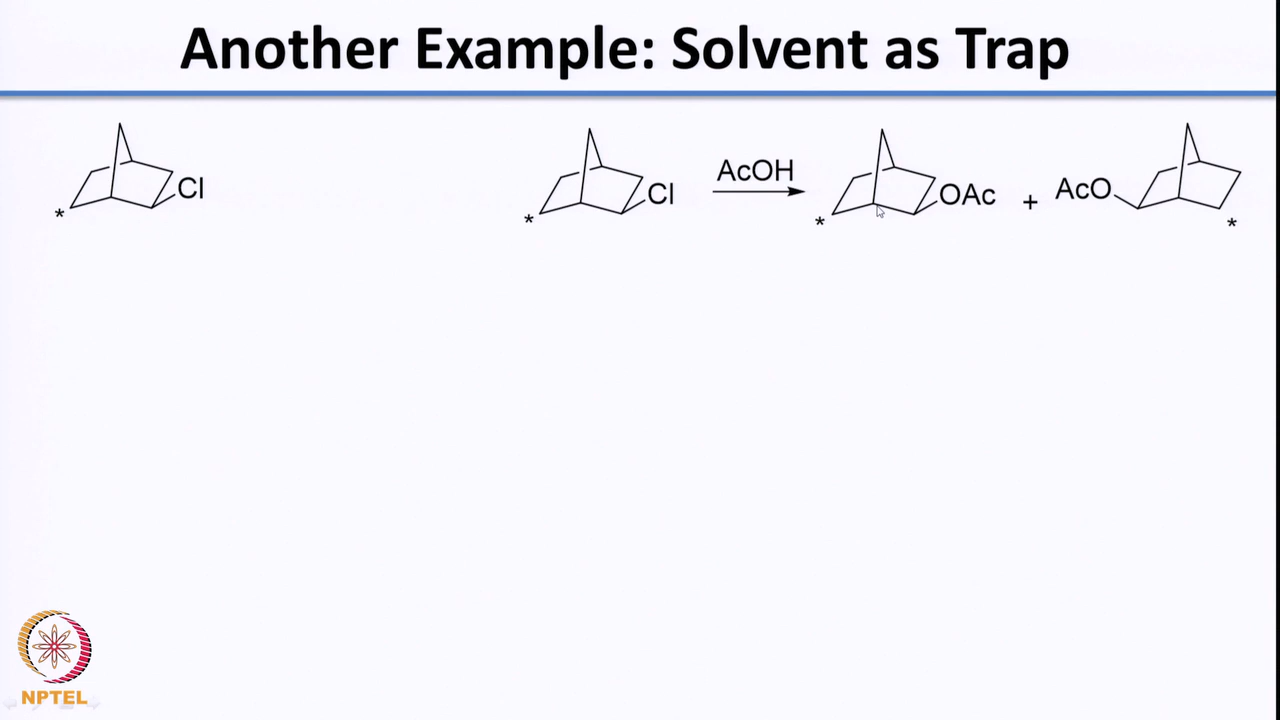 Another Example: Solvent as Trap
Cl
*
Cl
*
AcOH
OAc
*
+
AcO
*
NPTEL